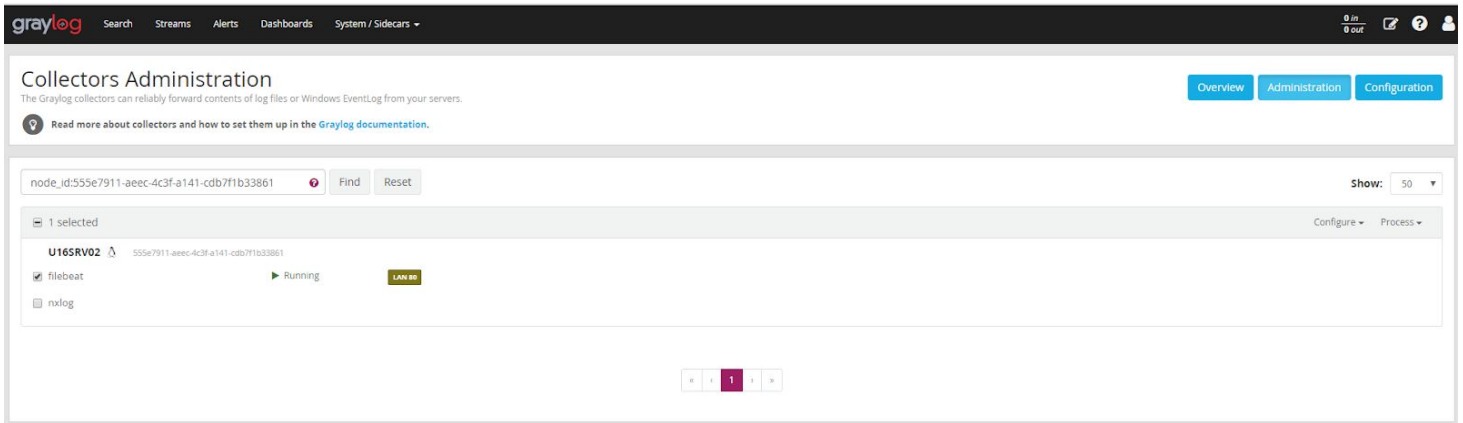 graylog Search Streams Alerts Dashboards System / Sidecars 0 in
0 out
Collectors Administration
The Graylog collectors can reliably forward contents of log files or Windows EventLog from your servers.
Overview Administration Configuration
Read more about collectors and how to set them up in the Graylog documentation.
node_id:555e7911-aeec-4c3f-a141-cdb7f1b33861 Find Reset Show: 50
1 selected Configure Process
U16SRV02 555e7911-aeec-4c3f-a141-cdb7f1b33861
filebeat Running LAN 80
nxlog
« ‹ 1 › »